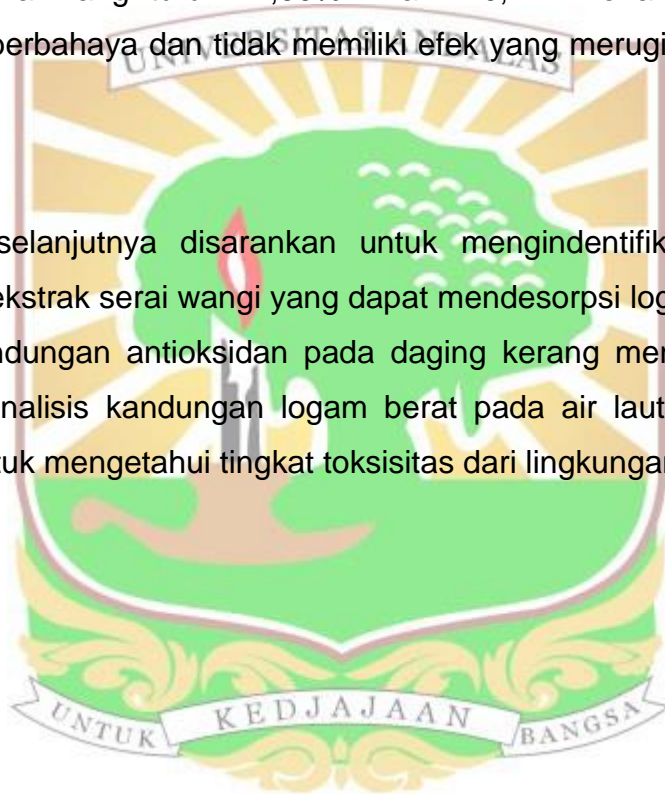 berbahaya dan tidak memiliki efek yang merugi
UNIVERSITAS ANDALAS
selanjutnya disarankan untuk mengindentifik
ekstrak serai wangi yang dapat mendesorpsi log
ndungan antioksidan pada daging kerang mer
nalisis kandungan logam berat pada air laut
tuk mengetahui tingkat toksisitas dari lingkungan
UNTUK KEDJAJAAN BANGSA